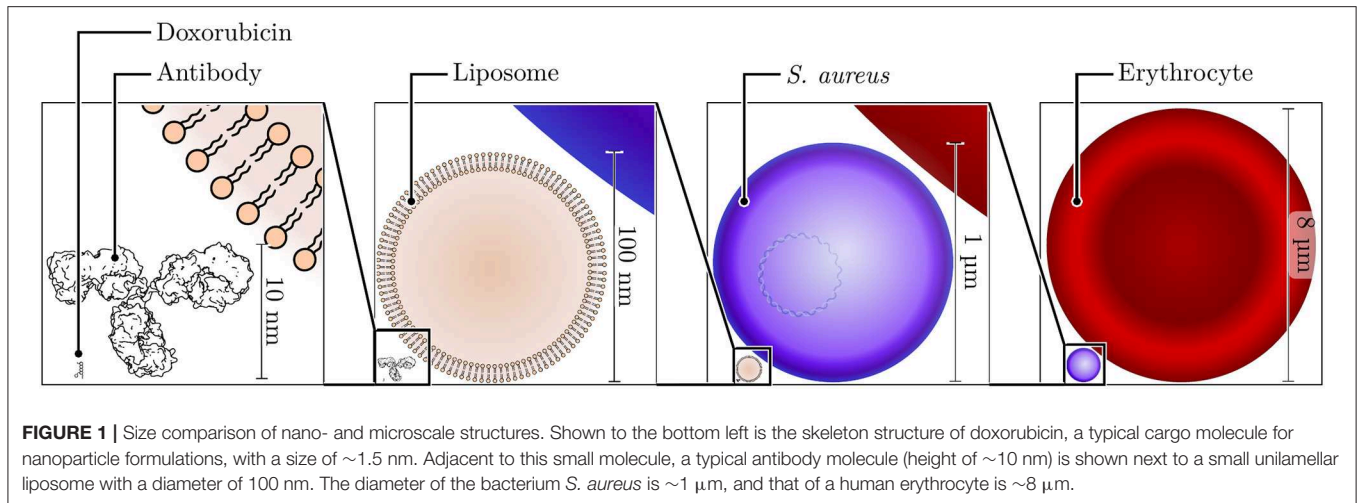 Doxorubicin
Antibody
Liposome
S. aureus
Erythrocyte
10 nm
100 nm
1 μm
8 μm
FIGURE 1 | Size comparison of nano- and microscale structures. Shown to the bottom left is the skeleton structure of doxorubicin, a typical cargo molecule for
nanoparticle formulations, with a size of ∼1.5 nm. Adjacent to this small molecule, a typical antibody molecule (height of ∼10 nm) is shown next to a small unilamellar
liposome with a diameter of 100 nm. The diameter of the bacterium S. aureus is ∼1 μm, and that of a human erythrocyte is ∼8 μm.